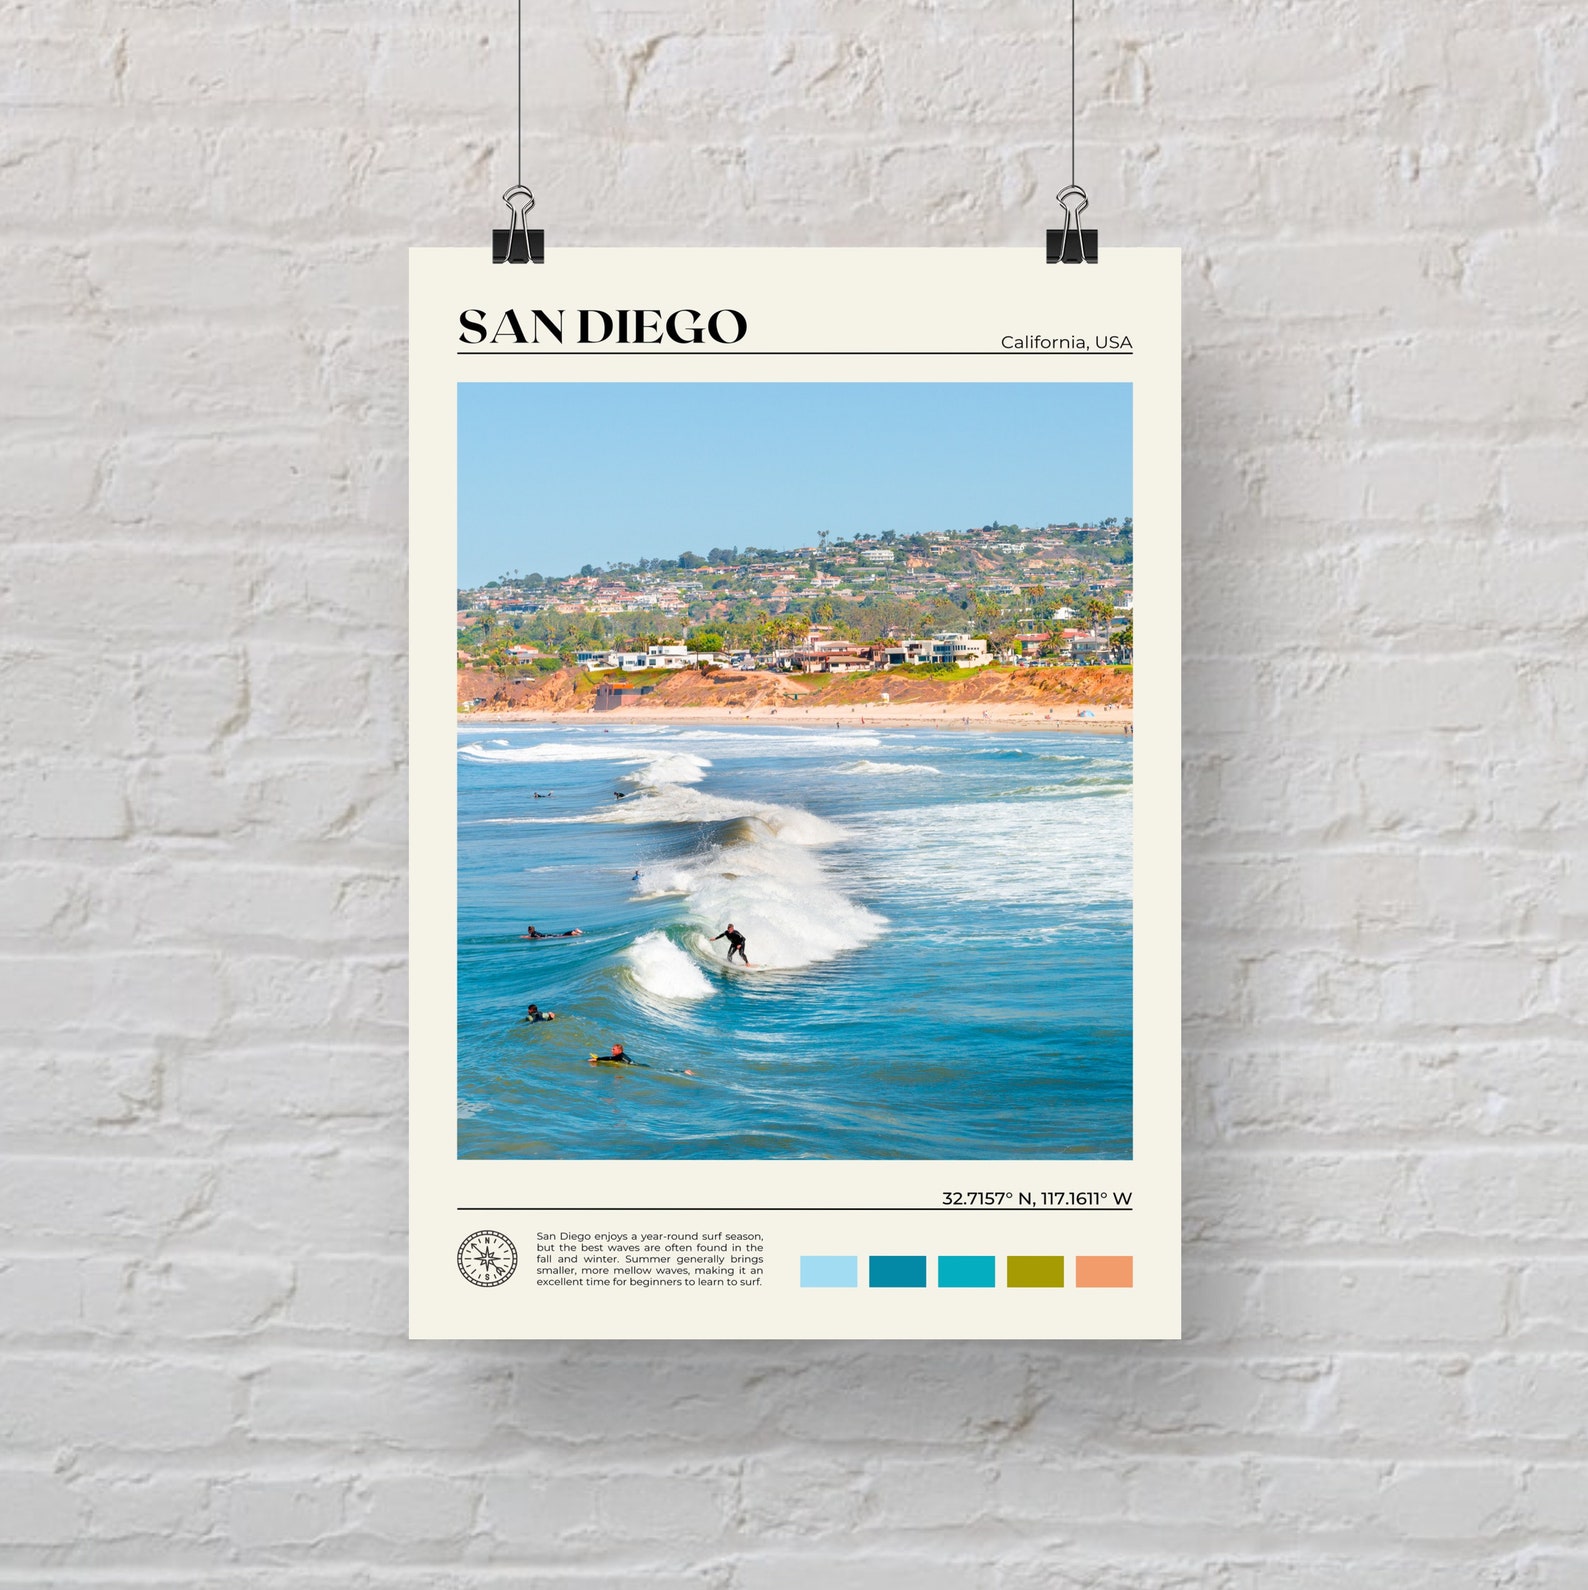 SAN DIEGO
California, USA
32.7157° N, 117.1611° W
N
S
San Diego enjoys a year-round surf season,
but the best waves are often found in the
fall and winter. Summer generally brings
smaller, more mellow waves, making it an
excellent time for beginners to learn to surf.